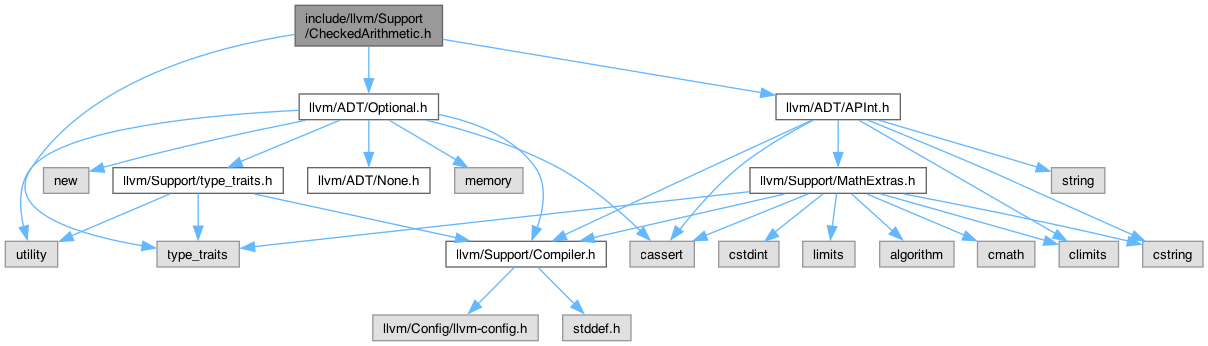 include/llvm/Support
/CheckedArithmetic.h
llvm/ADT/Optional.h
llvm/ADT/APInt.h
new
llvm/Support/type_traits.h
llvm/ADT/None.h
memory
llvm/Support/MathExtras.h
string
utility
type_traits
llvm/Support/Compiler.h
cassert
cstdint
limits
algorithm
cmath
climits
cstring
llvm/Config/llvm-config.h
stddef.h